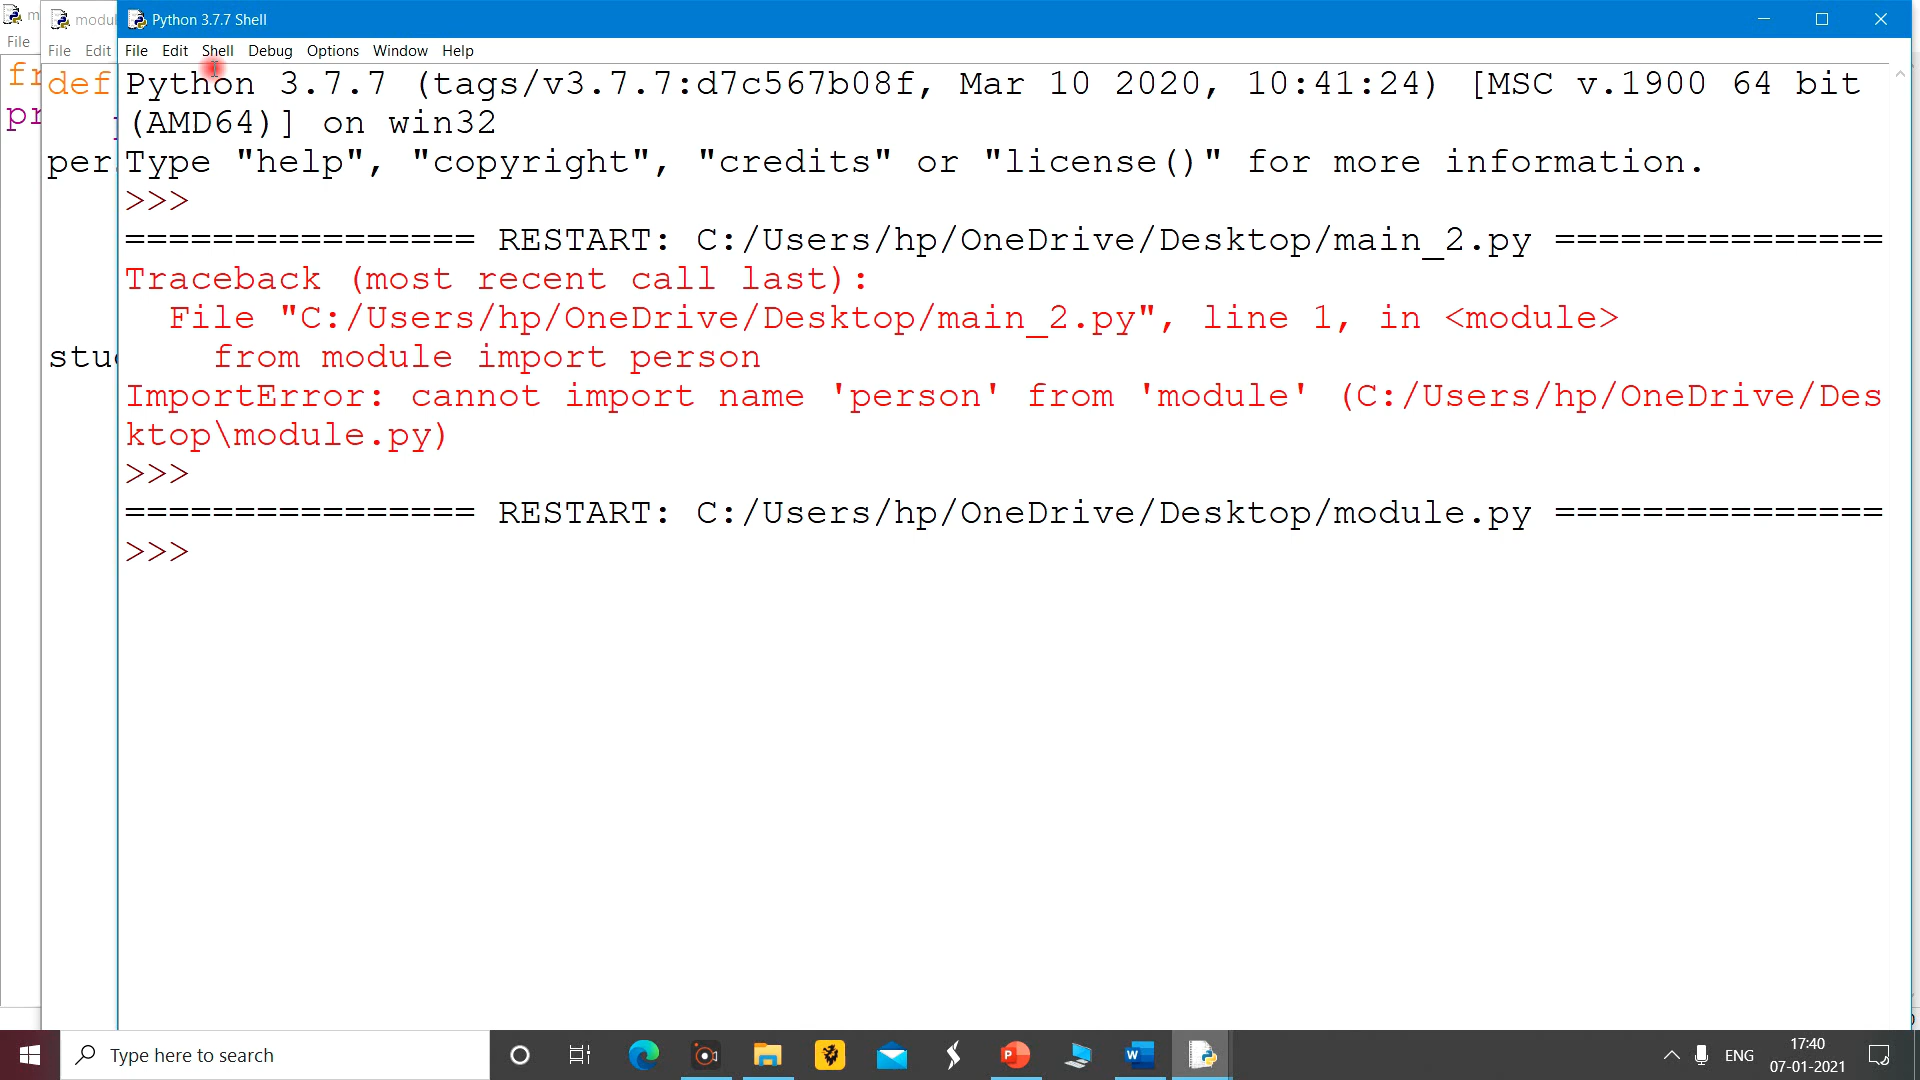 Python 3.7.7 Shell
File Edit Shell Debug Options Window Help
File
File Edit
def
Python 3.7.7 (tags/v3.7.7:d7c567b08f, Mar 10 2020, 10:41:24) [MSC v.1900 64 bit
(AMD64)] on win32
Type "help", "copyright", "credits" or "license()" for more information.
>>>
================ RESTART: C:/Users/hp/OneDrive/Desktop/main_2.py ===============
Traceback (most recent call last):
File "C:/Users/hp/OneDrive/Desktop/main_2.py", line 1, in <module>
from module import person
ImportError: cannot import name 'person' from 'module' (C:/Users/hp/OneDrive/Des
ktop\module.py)
>>>
================ RESTART: C:/Users/hp/OneDrive/Desktop/module.py ===============
>>>
Type here to search
ENG
17:40
07-01-2021